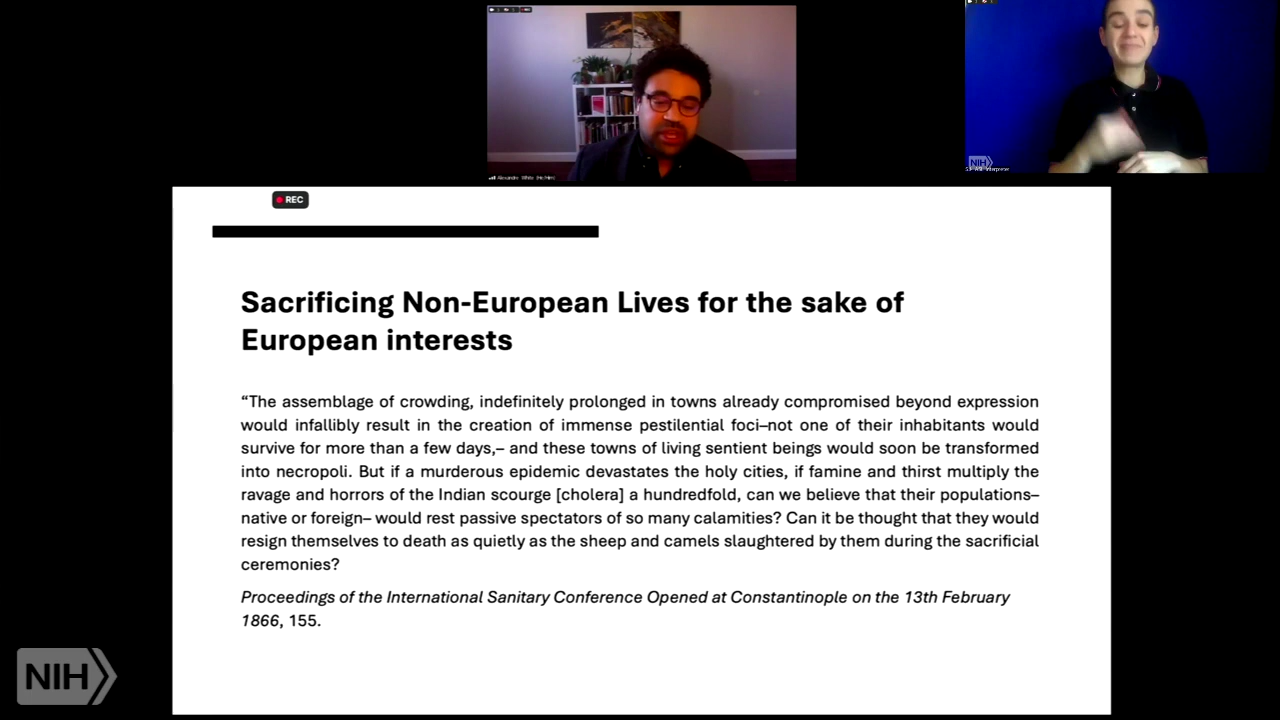 Alexandre White (He/Him)
NIH
REC
Sacrificing Non-European Lives for the sake of
European interests
“The assemblage of crowding, indefinitely prolonged in towns already compromised beyond expression
would infallibly result in the creation of immense pestilential foci–not one of their inhabitants would
survive for more than a few days,– and these towns of living sentient beings would soon be transformed
into necropoli. But if a murderous epidemic devastates the holy cities, if famine and thirst multiply the
ravage and horrors of the Indian scourge [cholera] a hundredfold, can we believe that their populations–
native or foreign– would rest passive spectators of so many calamities? Can it be thought that they would
resign themselves to death as quietly as the sheep and camels slaughtered by them during the sacrificial
ceremonies?
Proceedings of the International Sanitary Conference Opened at Constantinople on the 13th February
1866, 155.
NIH